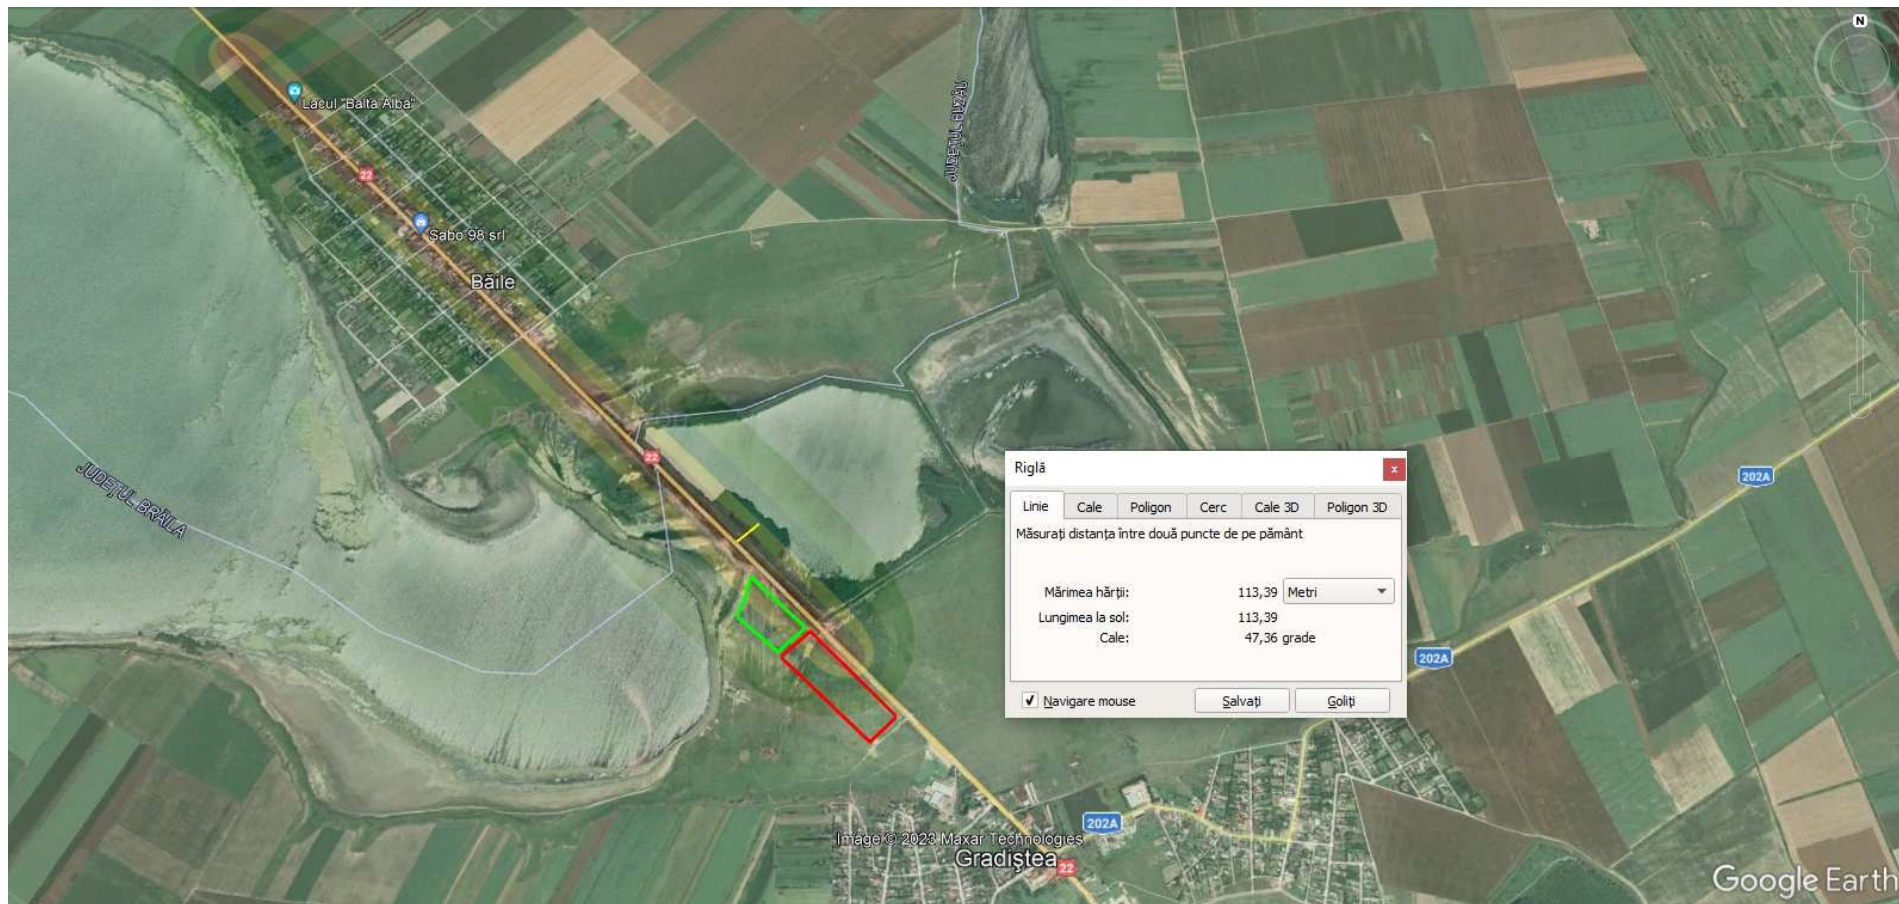 N
Lacul "Balta Alba"
22
Sabo 98 srl
Băile
JUDEȚUL BUZĂU
22
JUDEȚUL BRĂILA
Riglă
x
Linie Cale Poligon Cerc Cale 3D Poligon 3D
Măsurați distanța între două puncte de pe pământ
Mărimea hărții: 113,39 Metri
Lungimea la sol: 113,39
Cale: 47,36 grade
Navigare mouse Salvați Goliți
202A
202A
202A
Image © 2023 Maxar Technologies
Gradiștea
22
Google Earth